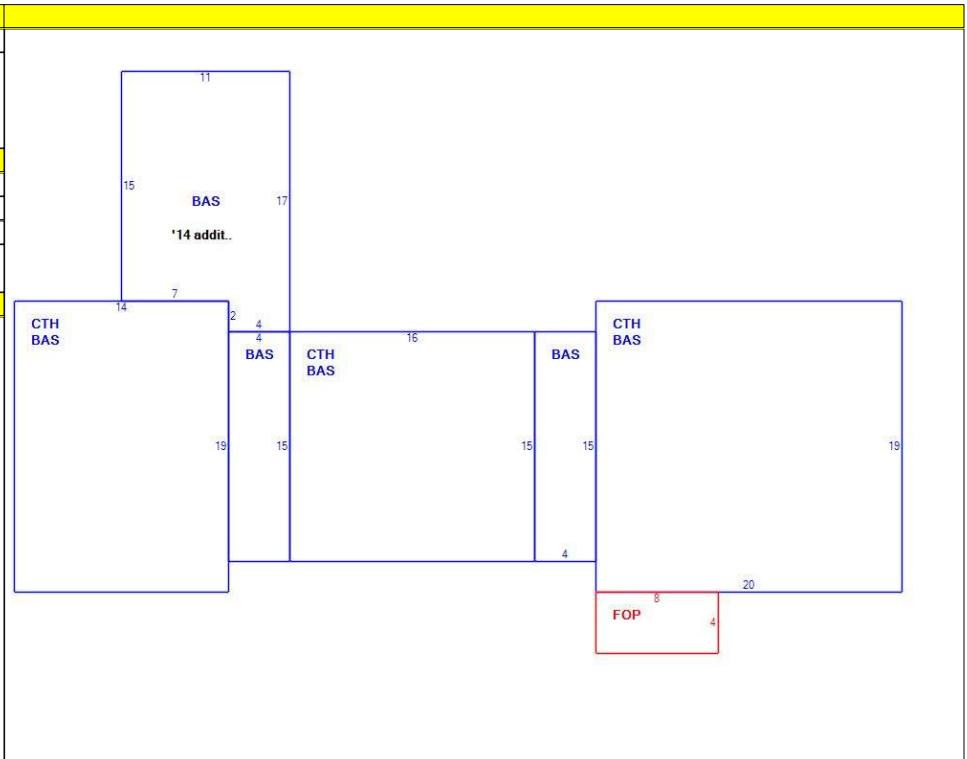 11
15
BAS
17
'14 addit..
7
14
2
4
CTH
BAS
4
BAS
16
CTH
BAS
BAS
CTH
BAS
19
15
15
15
19
4
20
8
FOP
4